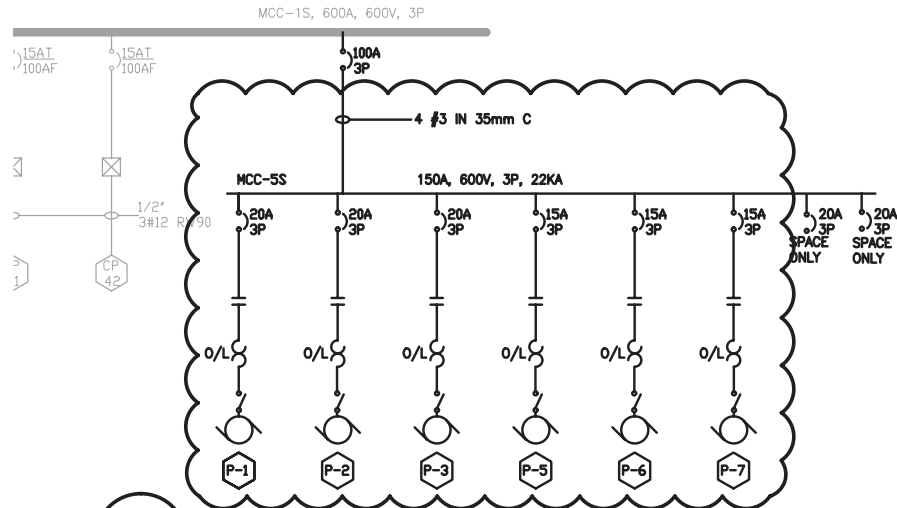 MCC-1S, 600A, 600V, 3P
15AT
100AF
15AT
100AF
100A
3P
4 #3 IN 35mm C
MCC-5S
150A, 600V, 3P, 22KA
1/2"
3#12 RW90
20A
3P
20A
3P
20A
3P
15A
3P
15A
3P
15A
3P
20A
3P
SPACE
ONLY
20A
3P
SPACE
ONLY
P
1
CP
42
O/L
O/L
O/L
O/L
O/L
O/L
P-1
P-2
P-3
P-5
P-6
P-7